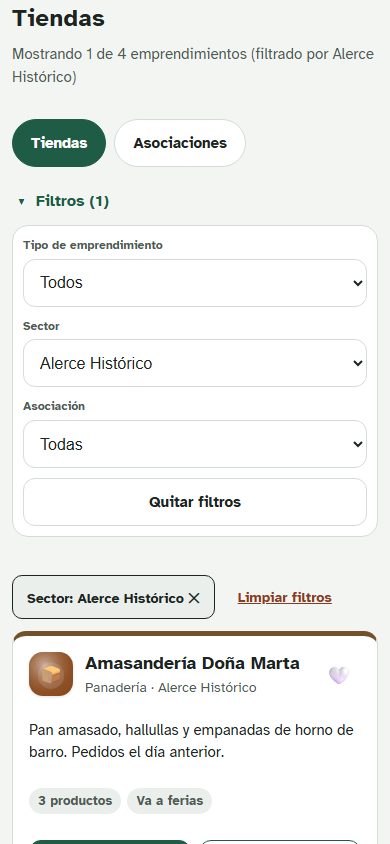 Tiendas
Mostrando 1 de 4 emprendimientos (filtrado por Alerce
Histórico)
Tiendas
Asociaciones
Filtros (1)
Tipo de emprendimiento
Todos
Sector
Alerce Histórico
Asociación
Todas
Quitar filtros
Sector: Alerce Histórico ×
Limpiar filtros
Amasandería Doña Marta
Panadería · Alerce Histórico
Pan amasado, hallullas y empanadas de horno de
barro. Pedidos el día anterior.
3 productos
Va a ferias